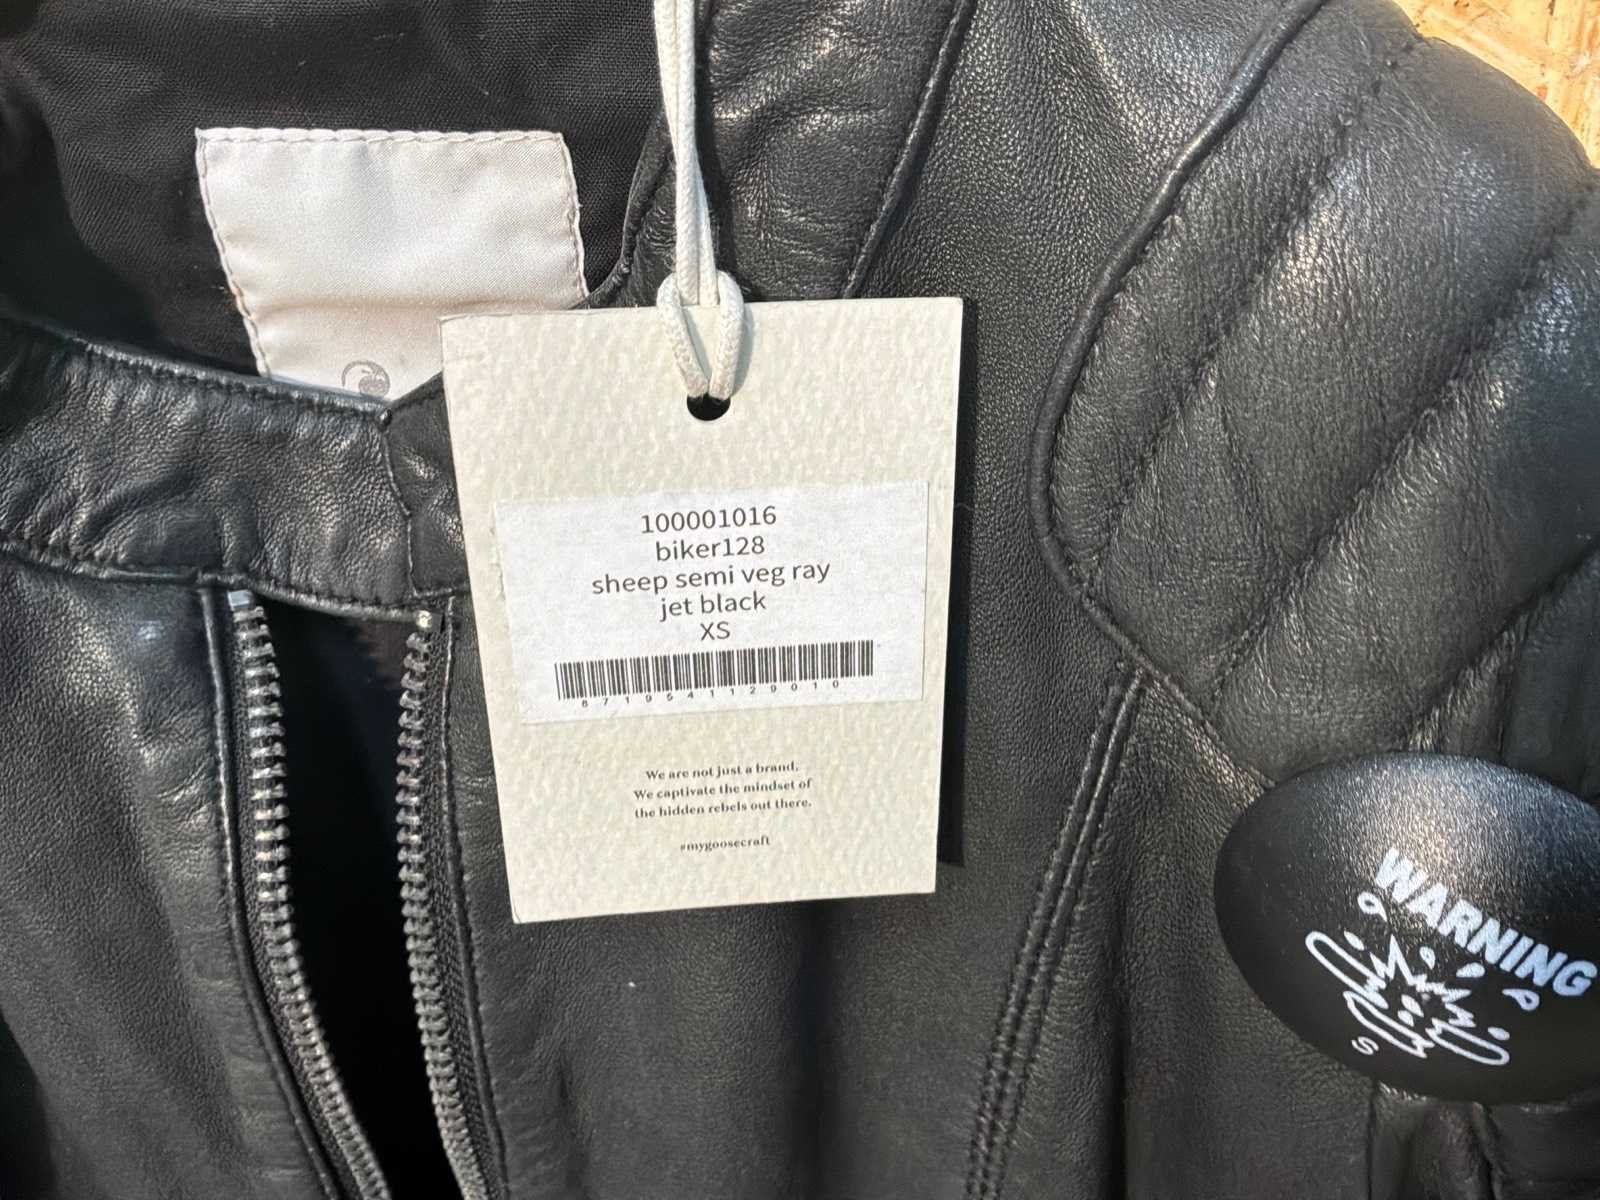 100001016
biker128
sheep semi veg ray
jet black
XS
8719541129010
We are not just a brand.
We captivate the mindset of
the hidden rebels out there.
#mygoosecraft
WARNING